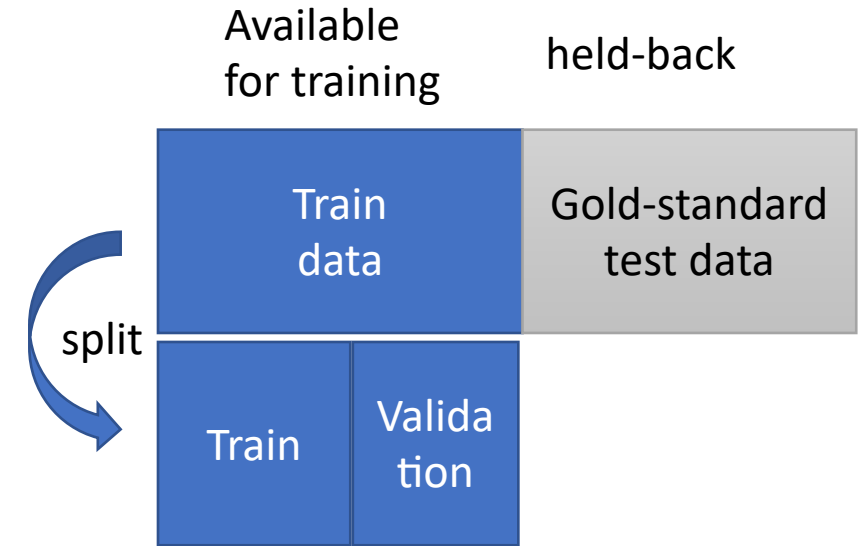 Available
for training
held-back
Train
data
Gold-standard
test data
split
Train
Valida
tion